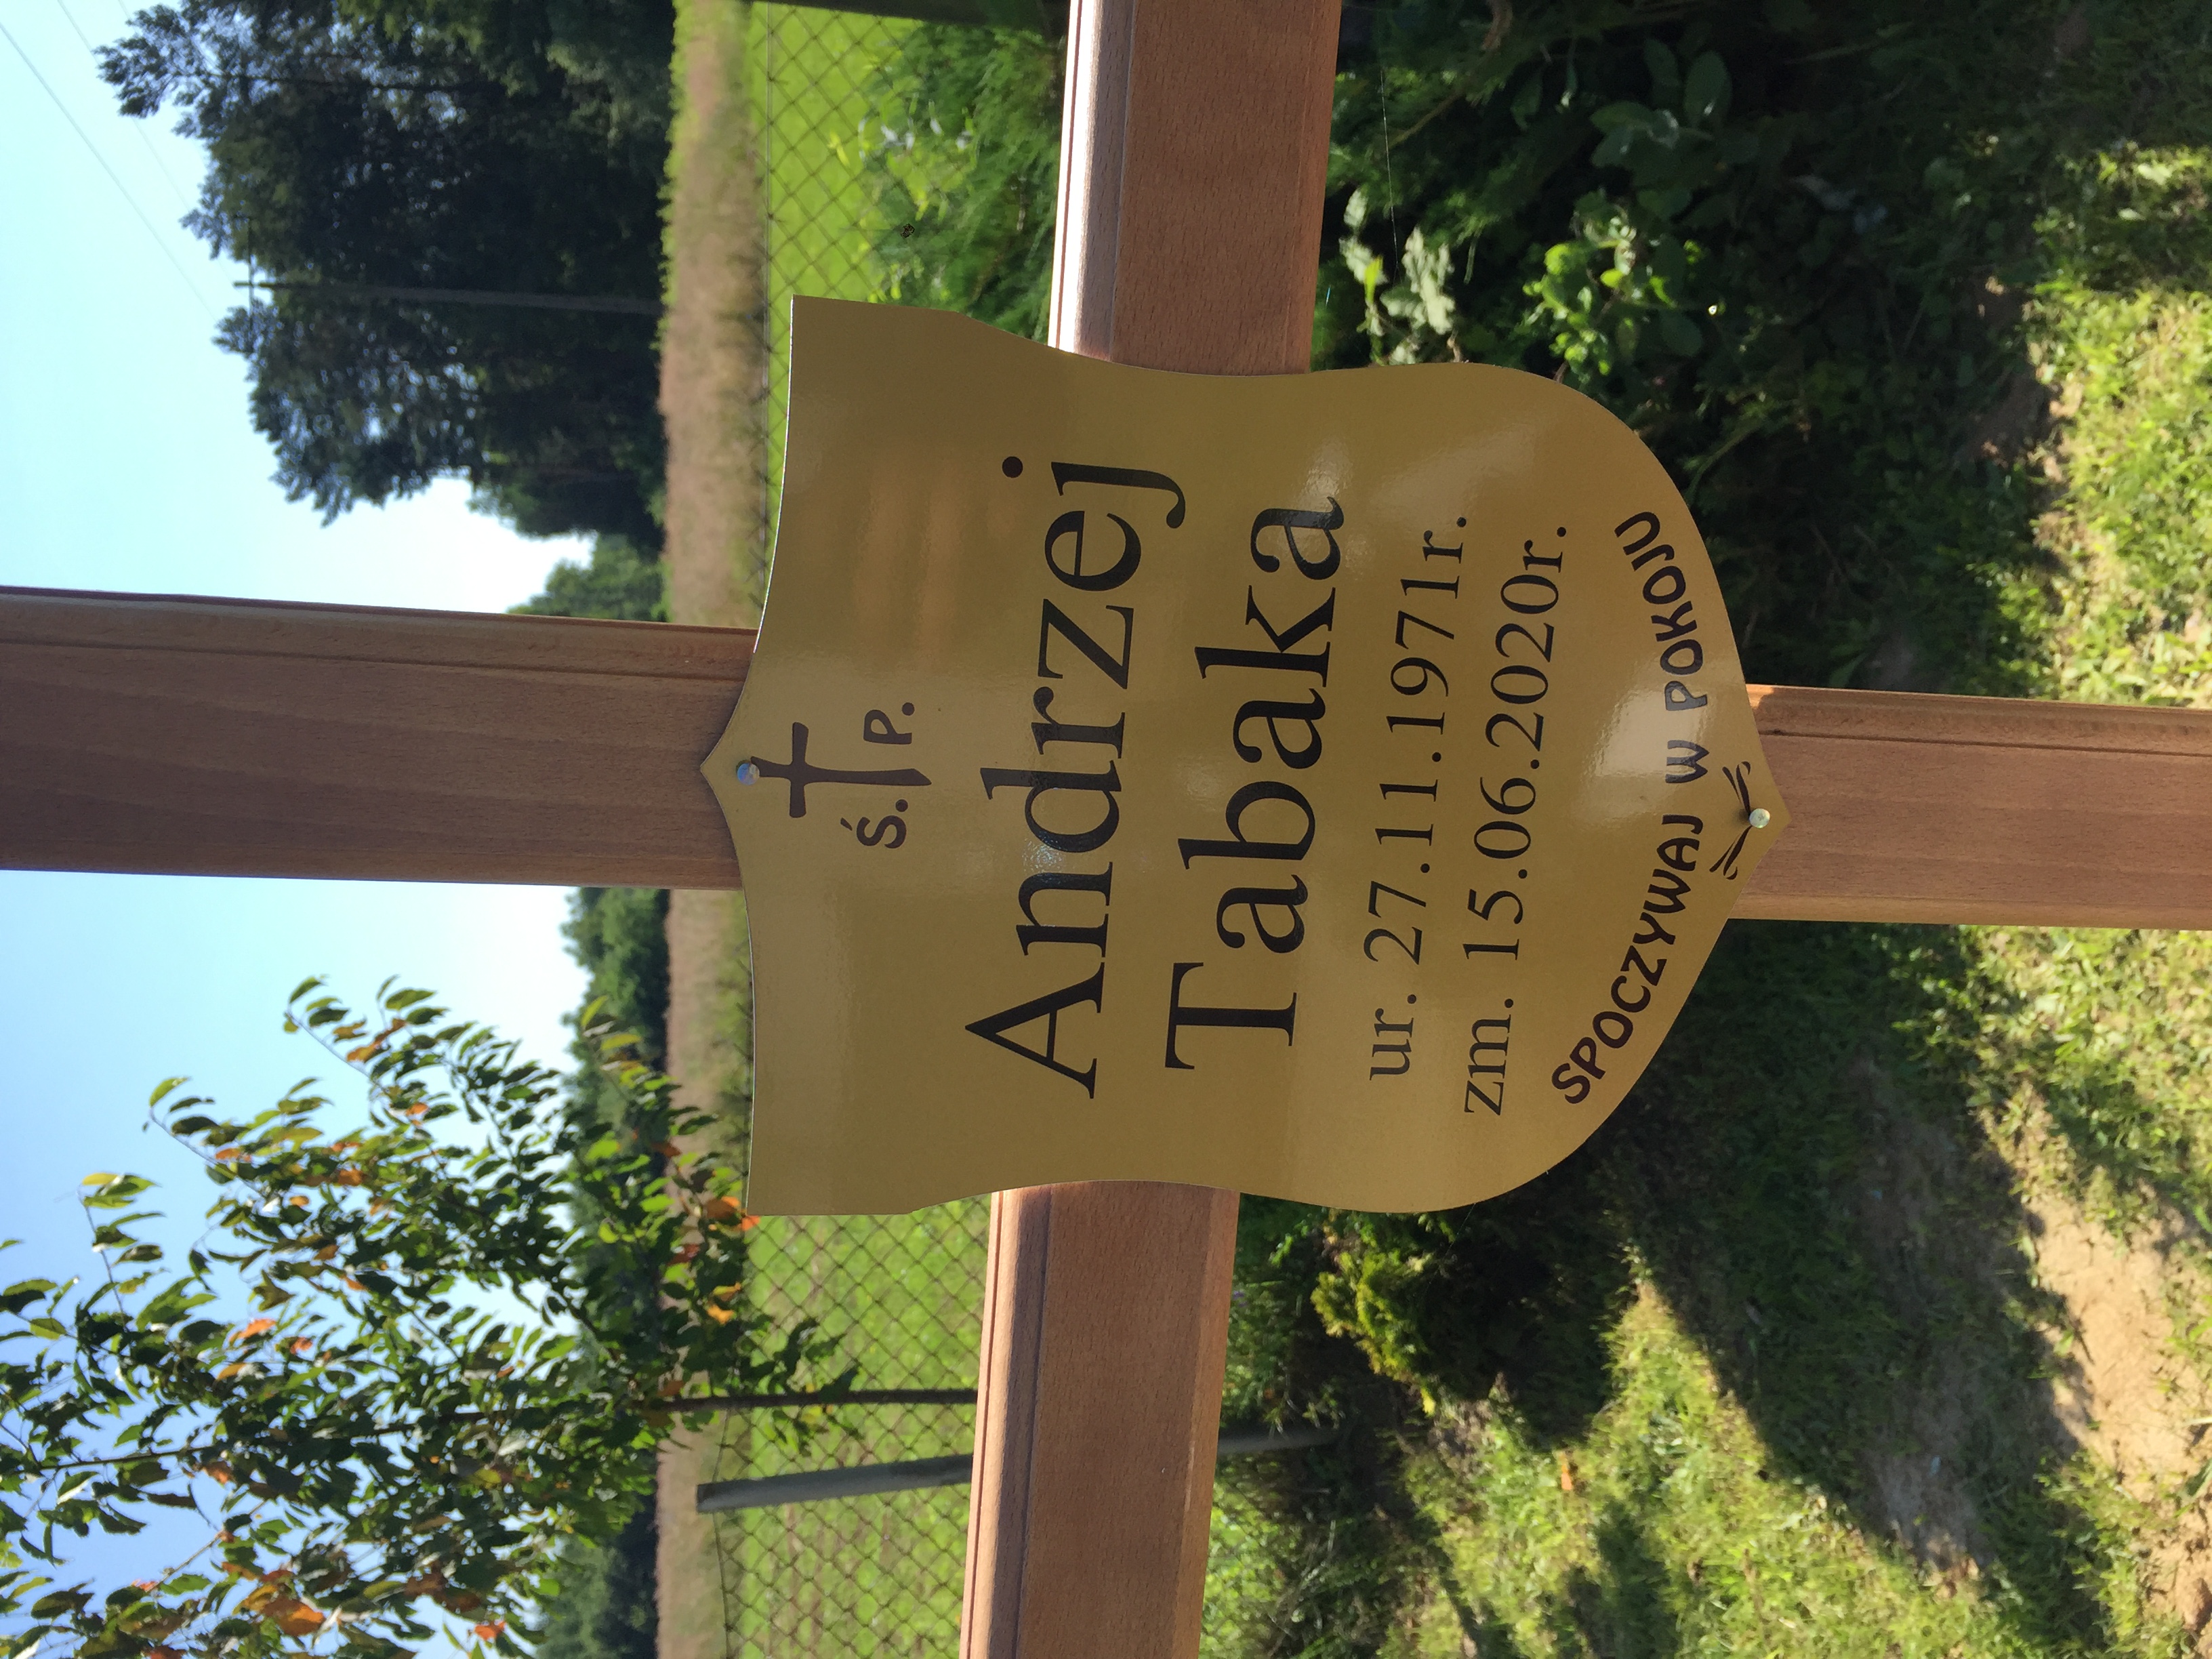 Ś. P.
Andrzej
Tabaka
ur. 27.11.1971r.
zm. 15.06.2020r.
SPOCZYWAJ W POKOJU